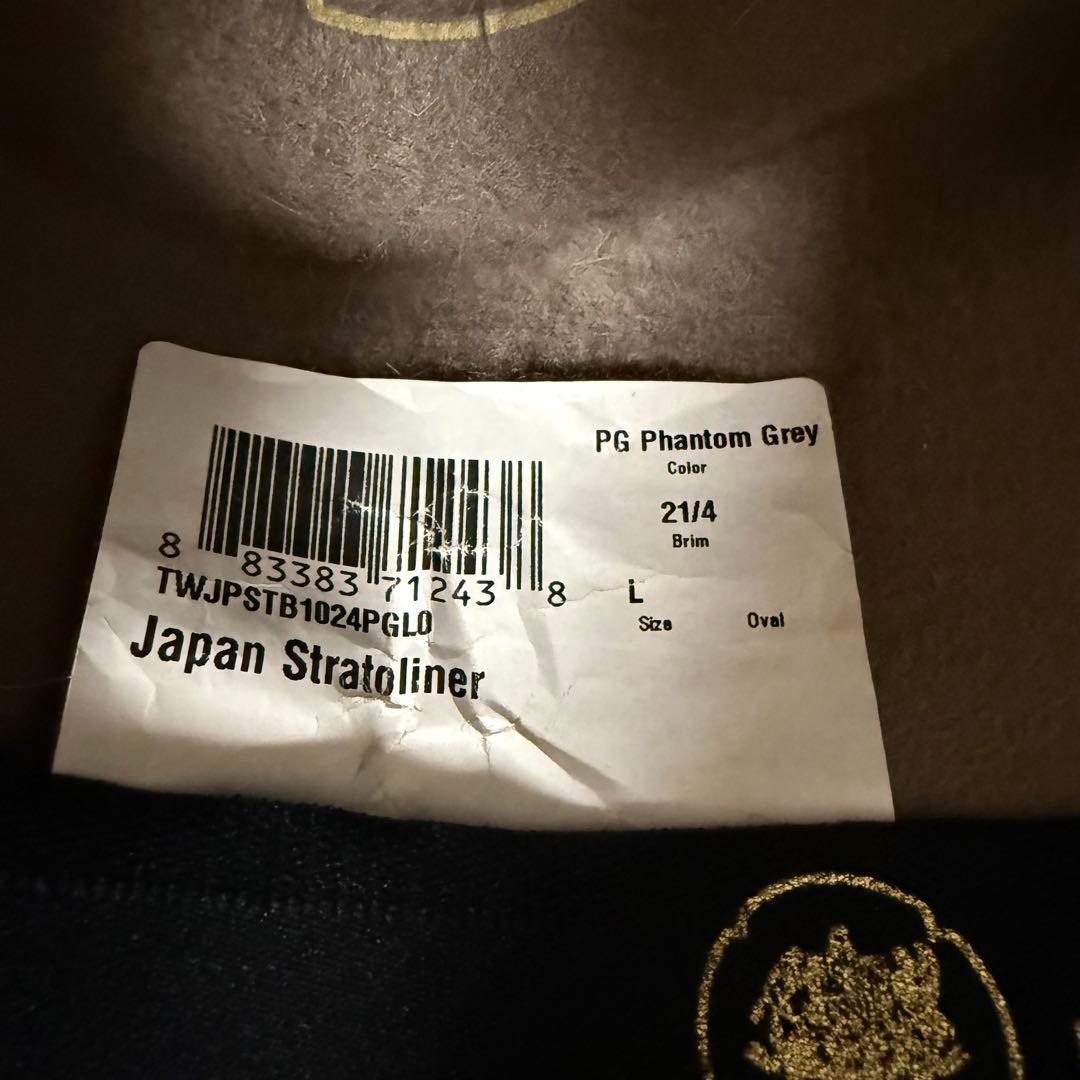 8 83383 71243 8
TWJPSTB1024PGL0
Japan Stratoliner
PG Phantom Grey
Color
21/4
Brim
L
Size Oval